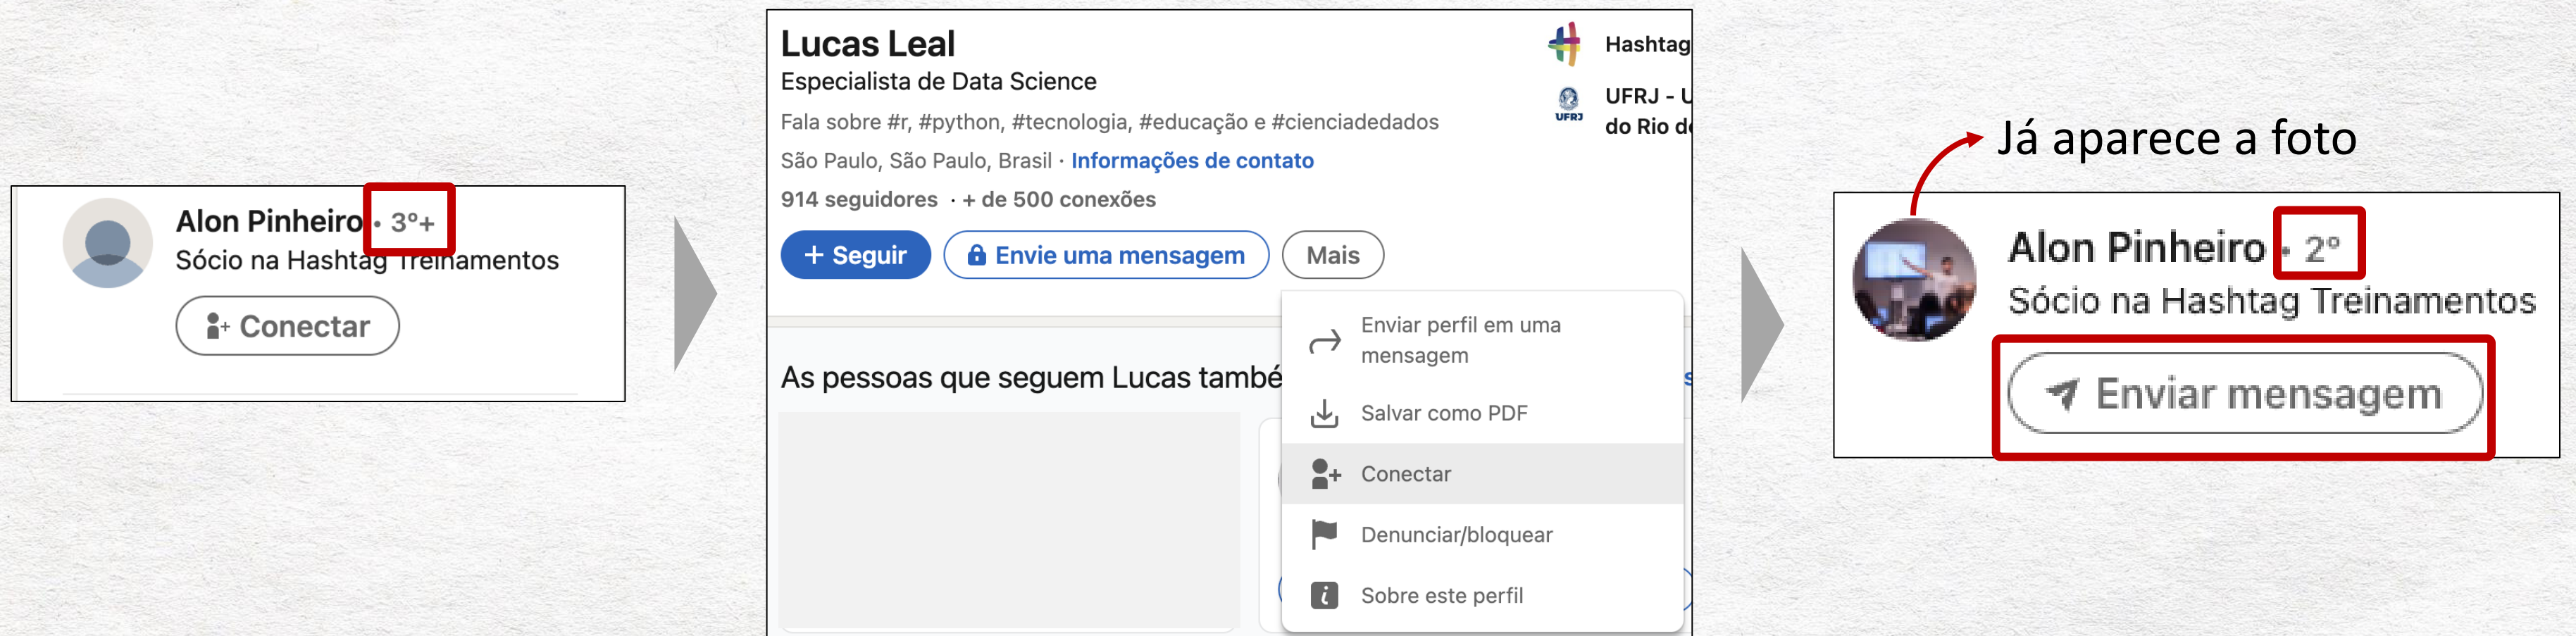 Alon Pinheiro • 3º+
Sócio na Hashtag Treinamentos
Conectar
Lucas Leal
Especialista de Data Science
Fala sobre #r, #python, #tecnologia, #educação e #cienciadedados
São Paulo, São Paulo, Brasil · Informações de contato
914 seguidores · + de 500 conexões
+ Seguir
Envie uma mensagem
Mais
Hashtag
UFRJ
UFRJ - U
do Rio de
Enviar perfil em uma
mensagem
Salvar como PDF
Conectar
Denunciar/bloquear
Sobre este perfil
As pessoas que seguem Lucas també
Já aparece a foto
Alon Pinheiro • 2º
Sócio na Hashtag Treinamentos
Enviar mensagem